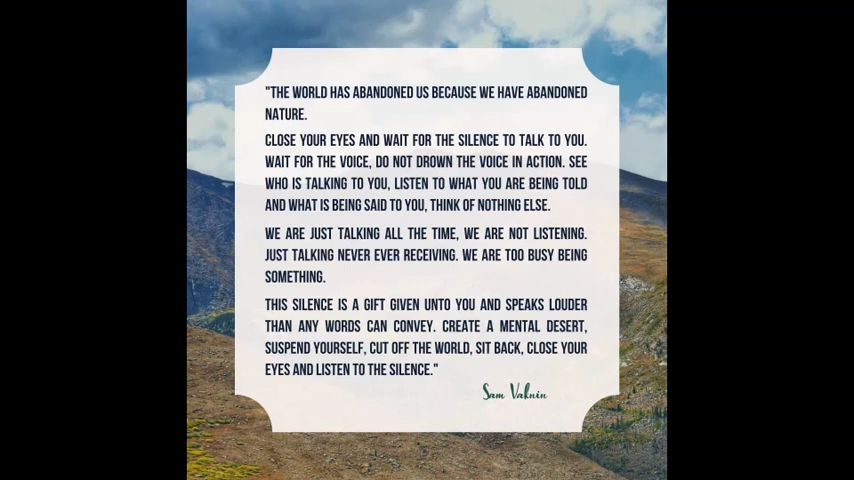 "THE WORLD HAS ABANDONED US BECAUSE WE HAVE ABANDONED
NATURE.
CLOSE YOUR EYES AND WAIT FOR THE SILENCE TO TALK TO YOU.
WAIT FOR THE VOICE, DO NOT DROWN THE VOICE IN ACTION. SEE
WHO IS TALKING TO YOU, LISTEN TO WHAT YOU ARE BEING TOLD
AND WHAT IS BEING SAID TO YOU, THINK OF NOTHING ELSE.
WE ARE JUST TALKING ALL THE TIME, WE ARE NOT LISTENING.
JUST TALKING NEVER EVER RECEIVING. WE ARE TOO BUSY BEING
SOMETHING.
THIS SILENCE IS A GIFT GIVEN UNTO YOU AND SPEAKS LOUDER
THAN ANY WORDS CAN CONVEY. CREATE A MENTAL DESERT,
SUSPEND YOURSELF, CUT OFF THE WORLD, SIT BACK, CLOSE YOUR
EYES AND LISTEN TO THE SILENCE."
Sam Vaknin